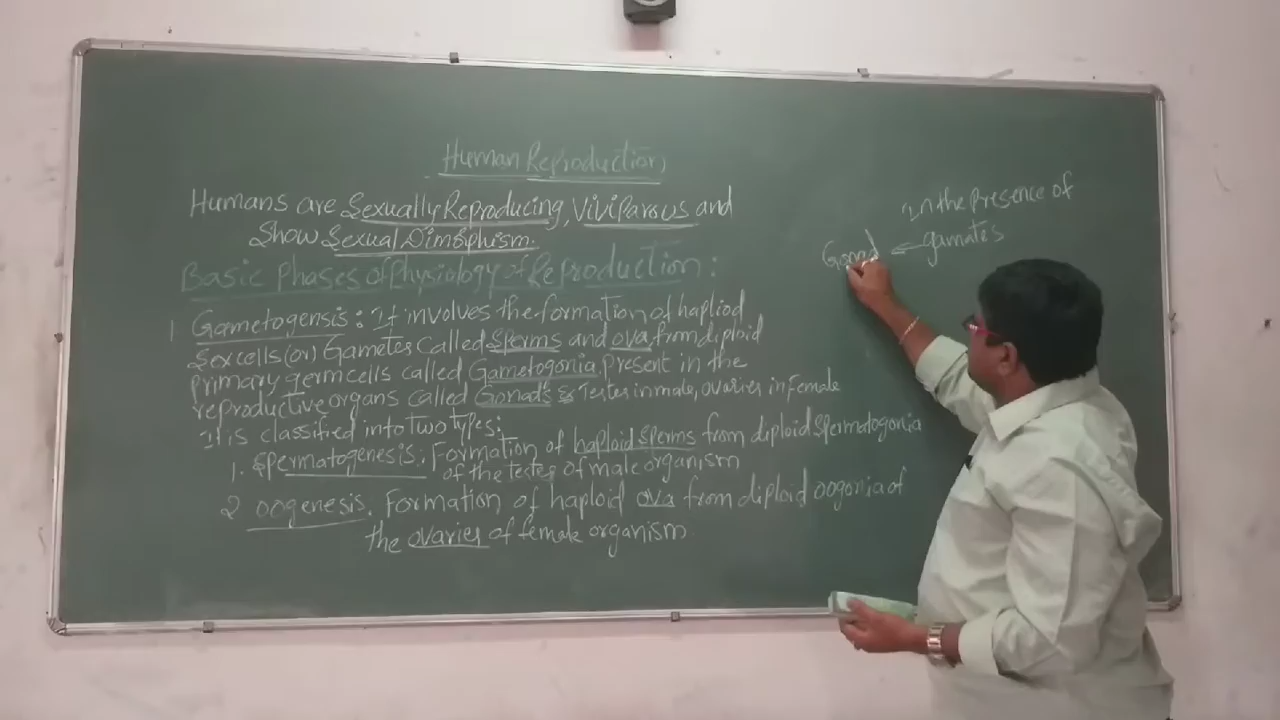 Human Reproduction
Humans are Sexually Reproducing, ViViParous and
Show Sexual Dimosphism.
Basic Phases of Physiology of Reproduction:
1 Gametogensis: It involves the formation of hapliod
Sex cells (or) Gametes Called Sperms and ova, from diploid
primary germ cells called Gametogonia, present in the
reproductive organs called Gonads Testes in male, ovaries in Female
It is classified into Two Types:
1. Spermatogenesis: Formation of haploid Sperms from diploid Spermatogonia
of the testes of male organism
2 oogenesis. Formation of haploid ova from diploid oogonia of
the ovaries of female organism
In the Presence of
Gonad ← gamates